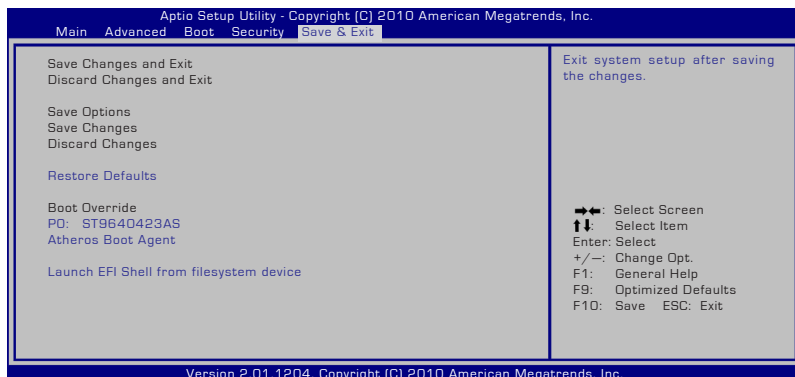 Aptio Setup Utility - Copyright (C) 2010 American Megatrends, Inc.
Main Advanced Boot Security Save & Exit
Save Changes and Exit
Discard Changes and Exit
Save Options
Save Changes
Discard Changes
Restore Defaults
Boot Override
P0: ST9640423AS
Atheros Boot Agent
Launch EFI Shell from filesystem device
Exit system setup after saving
the changes.
→←: Select Screen
↑↓: Select Item
Enter: Select
+/—: Change Opt.
F1: General Help
F9: Optimized Defaults
F10: Save ESC: Exit
Version 2.01.1204. Copyright (C) 2010 American Megatrends, Inc.